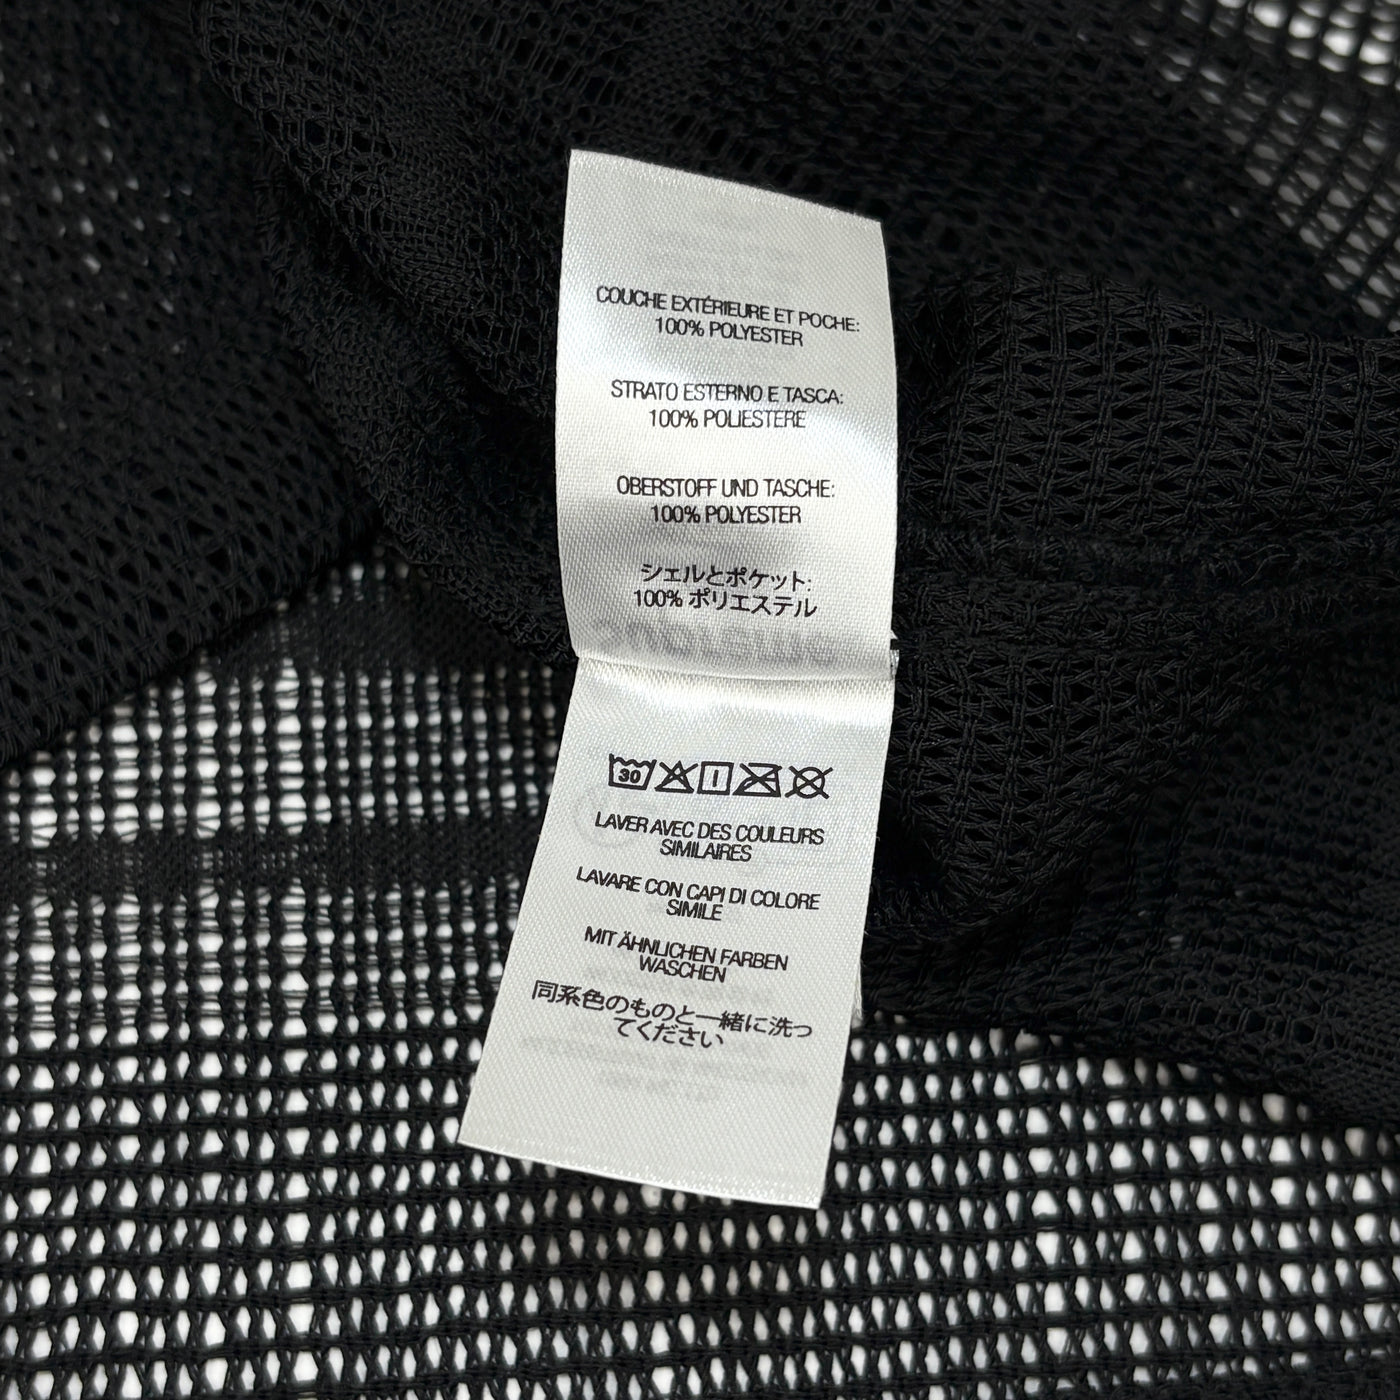 COUCHE EXTÉRIEURE ET POCHE:
100% POLYESTER
STRATO ESTERNO E TASCA:
100% POLIESTERE
OBERSTOFF UND TASCHE:
100% POLYESTER
シェルとポケット:
100% ポリエステル
30
LAVER AVEC DES COULEURS
SIMILAIRES
LAVARE CON CAPI DI COLORE
SIMILE
MIT ÄHNLICHEN FARBEN
WASCHEN
同系色のものと一緒に洗っ
てください